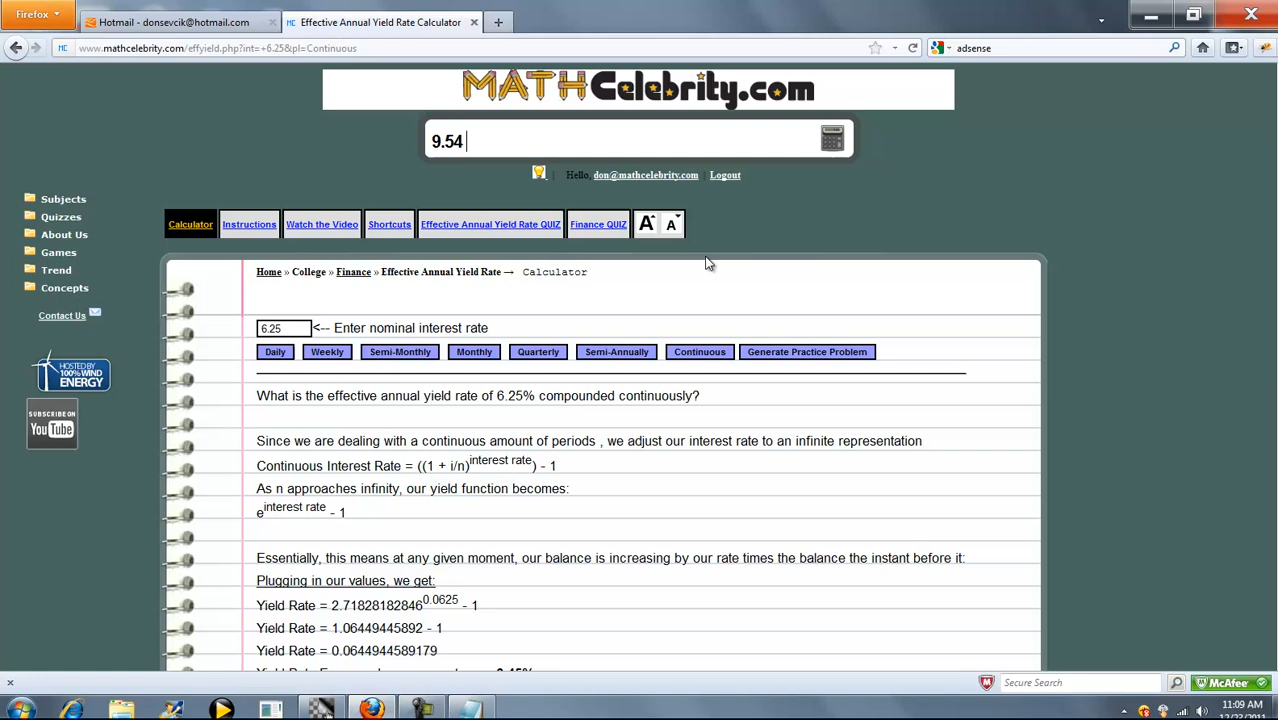 Firefox
Hotmail - donsevcik@hotmail.com
MC Effective Annual Yield Rate Calculator
MC www.mathcelebrity.com/effyield.php?int=+6.25&pl=Continuous
adsense
MATHCelebrity.com
9.54
Hello, don@mathcelebrity.com | Logout
Subjects
Quizzes
About Us
Games
Trend
Concepts
Contact Us
HOSTED BY
100% WIND
ENERGY
SUBSCRIBE ON
YouTube
Calculator Instructions Watch the Video Shortcuts Effective Annual Yield Rate QUIZ Finance QUIZ A A
Home » College » Finance » Effective Annual Yield Rate → Calculator
6.25 <-- Enter nominal interest rate
Daily Weekly Semi-Monthly Monthly Quarterly Semi-Annually Continuous Generate Practice Problem
What is the effective annual yield rate of 6.25% compounded continuously?
Since we are dealing with a continuous amount of periods , we adjust our interest rate to an infinite representation
Continuous Interest Rate = ((1 + i/n)^interest rate) - 1
As n approaches infinity, our yield function becomes:
e^interest rate - 1
Essentially, this means at any given moment, our balance is increasing by our rate times the balance the instant before it:
Plugging in our values, we get:
Yield Rate = 2.71828182846^0.0625 - 1
Yield Rate = 1.06449445892 - 1
Yield Rate = 0.0644944589179
McAfee
Secure Search
11:09 AM